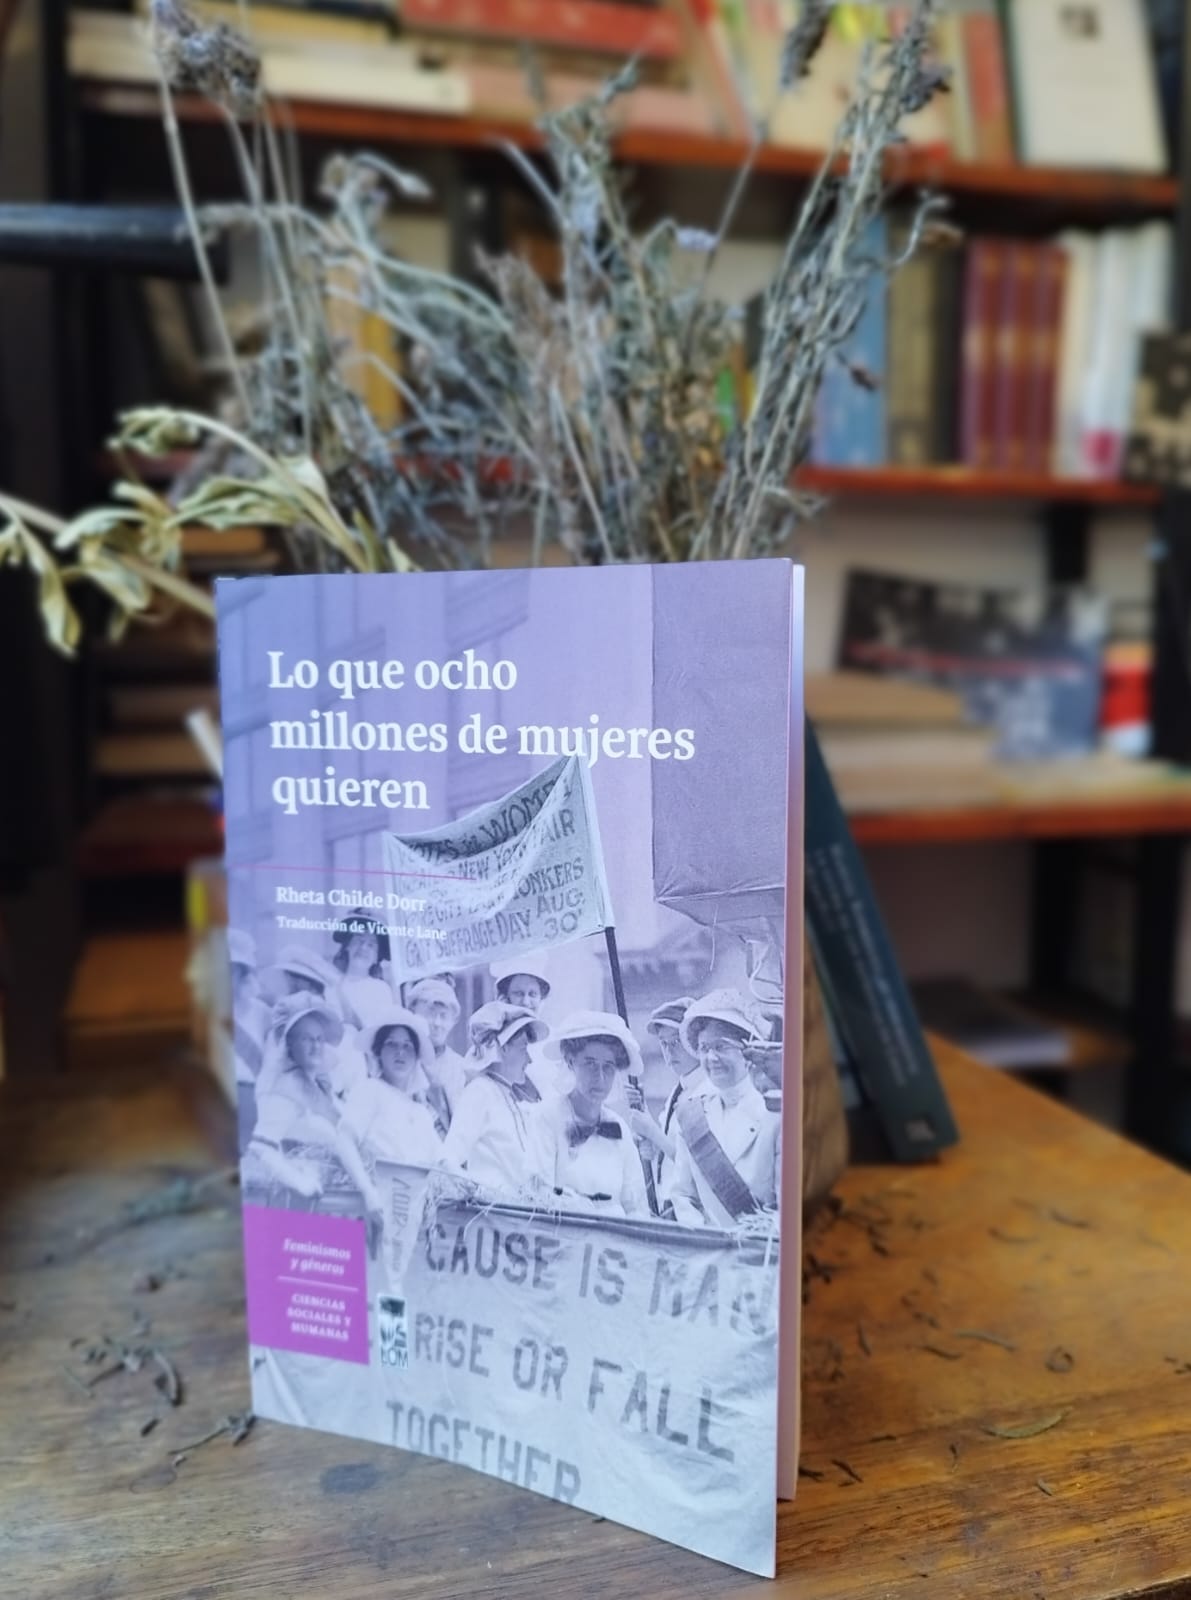 Lo que ocho
millones de mujeres
quieren
Rheta Childe Dorr
Traducción de Vicente Lane
VOTES for WOMEN
NEW YORK FAIR
YONKERS
SUFFRAGE DAY AUG.
30
CAUSE IS MAN
RISE OR FALL
TOGETHER
Feminismos
y géneros
CIENCIAS
SOCIALES Y
HUMANAS
LOM